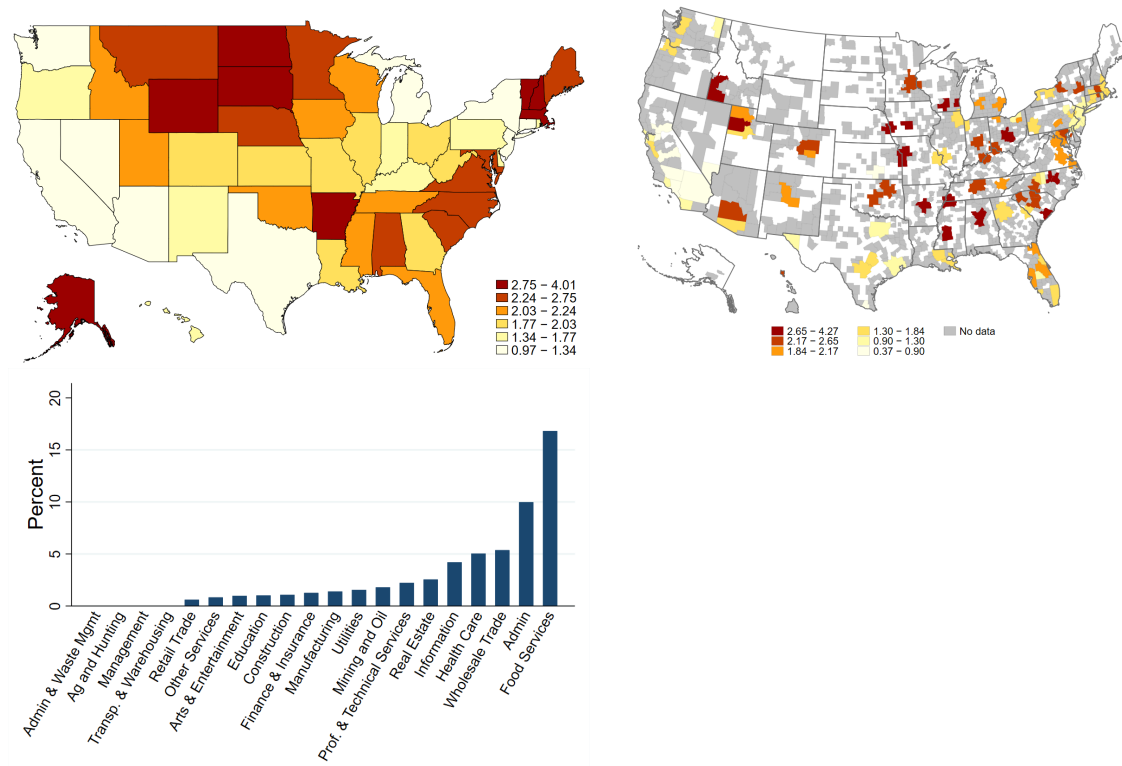 2.75 − 4.01
2.24 − 2.75
2.03 − 2.24
1.77 − 2.03
1.34 − 1.77
0.97 − 1.34
2.65 − 4.27
2.17 − 2.65
1.84 − 2.17
1.30 − 1.84
0.90 − 1.30
0.37 − 0.90
No data
Percent
20
15
10
5
0
Admin & Waste Mgmt
Ag and Hunting
Management
Transp. & Warehousing
Retail Trade
Other Services
Arts & Entertainment
Education
Construction
Finance & Insurance
Manufacturing
Utilities
Mining and Oil
Prof. & Technical Services
Real Estate
Information
Health Care
Wholesale Trade
Admin
Food Services